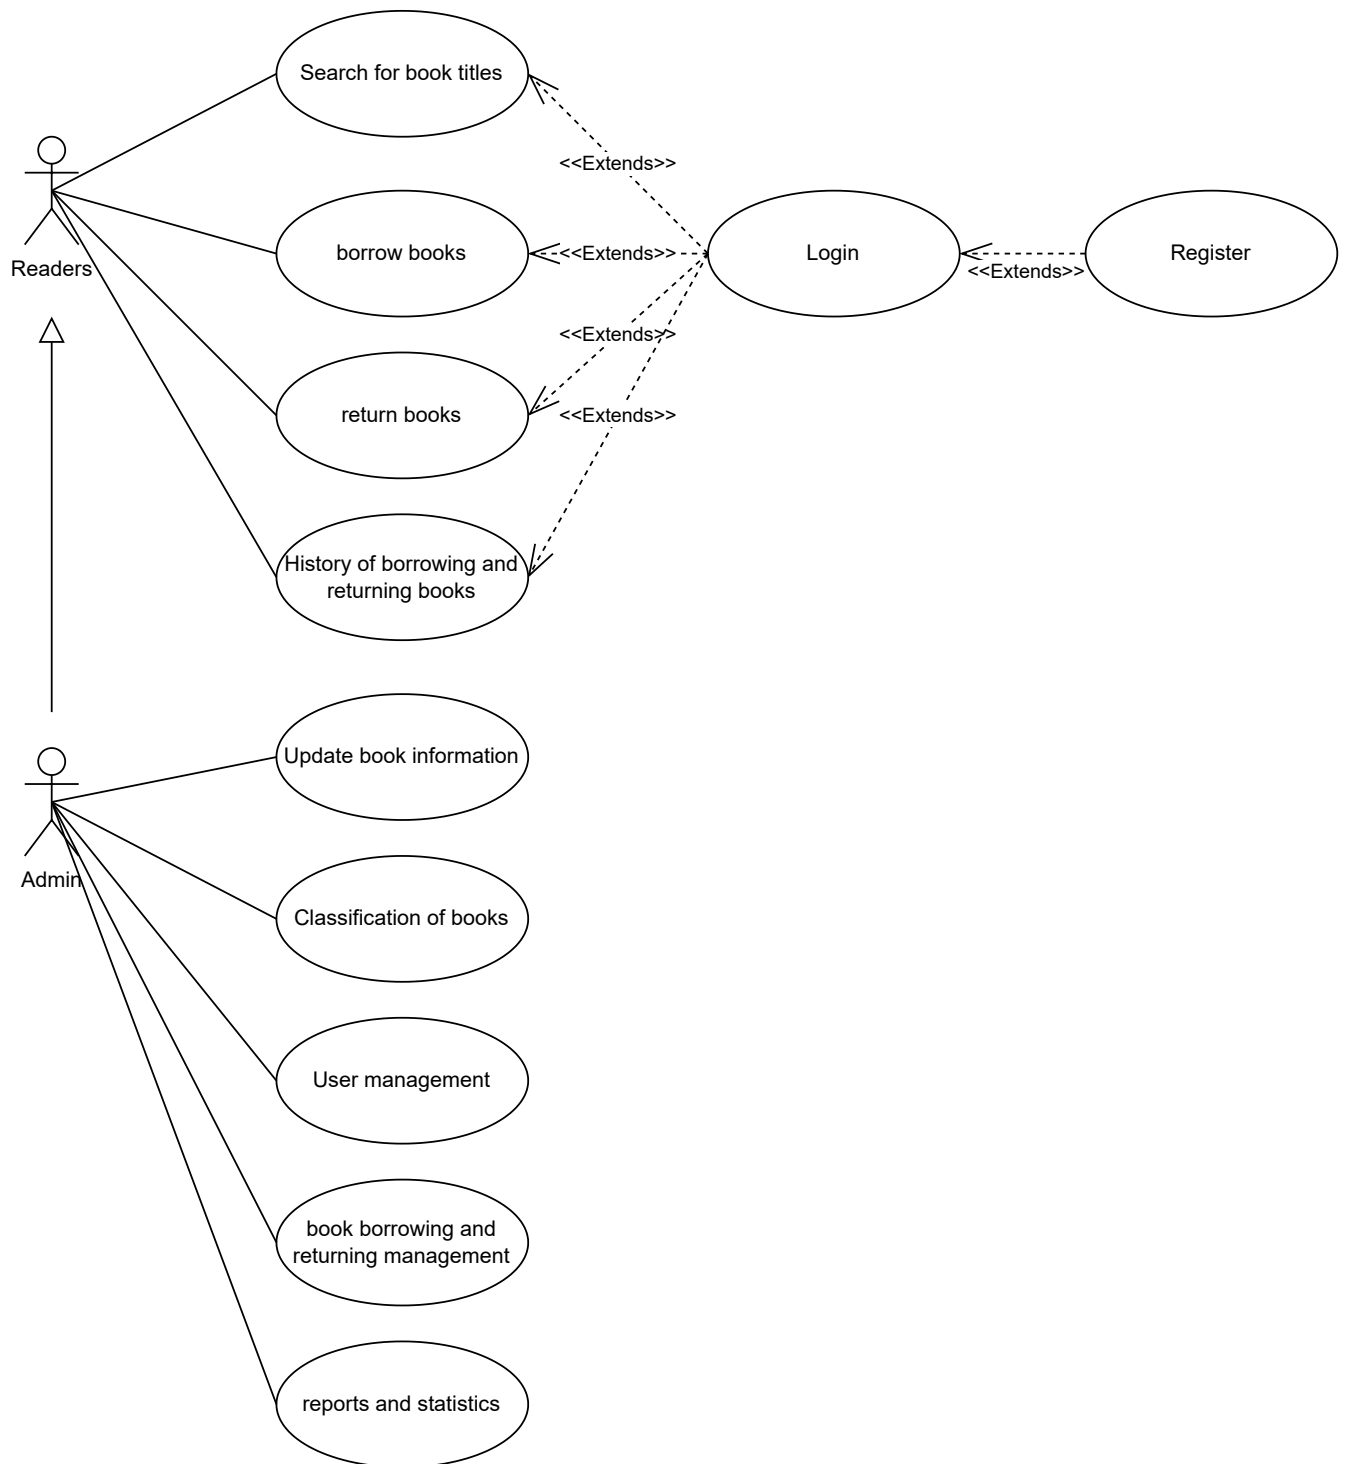 Search for book titles
<<Extends>>
borrow books
<<Extends>>
Login
Register
<<Extends>>
Readers
<<Extends>>
return books
<<Extends>>
History of borrowing and
returning books
Update book information
Admin
Classification of books
User management
book borrowing and
returning management
reports and statistics